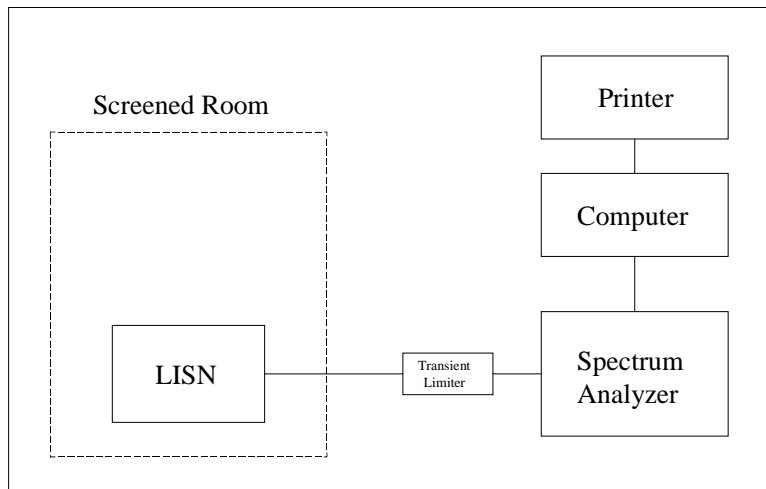 Screened Room
Printer
Computer
LISN
Transient
Limiter
Spectrum
Analyzer